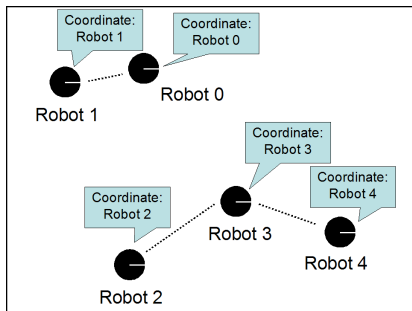 Coordinate:
Robot 1
Coordinate:
Robot 0
Robot 1
Robot 0
Coordinate:
Robot 3
Coordinate:
Robot 2
Coordinate:
Robot 4
Robot 3
Robot 4
Robot 2